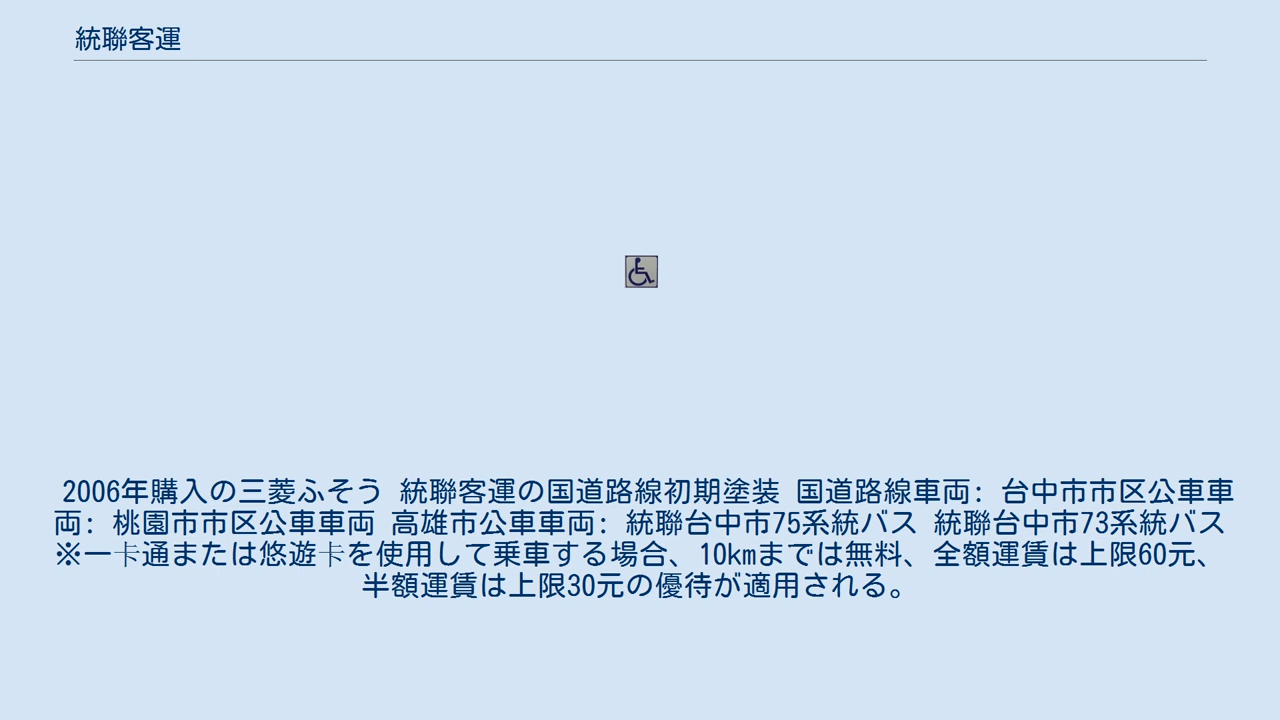 統聯客運
2006年購入の三菱ふそう 統聯客運の国道路線初期塗装 国道路線車両: 台中市市区公車車
両: 桃園市市区公車車両 高雄市公車車両: 統聯台中市75系統バス 統聯台中市73系統バス
※一卡通または悠遊卡を使用して乗車する場合、10kmまでは無料、全額運賃は上限60元、
半額運賃は上限30元の優待が適用される。